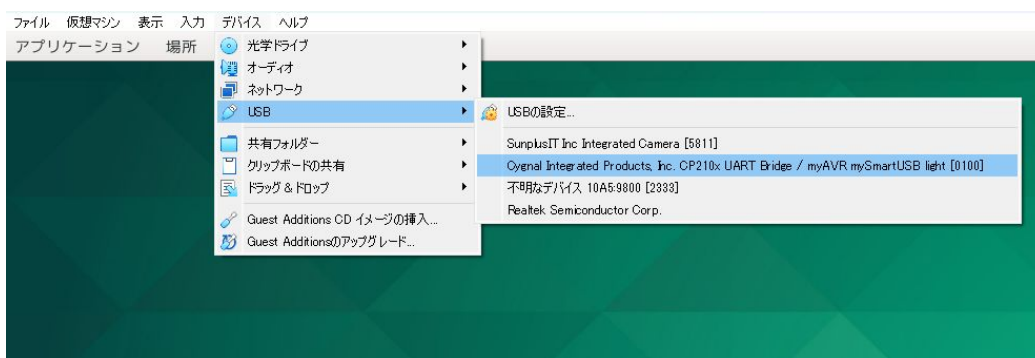 ファイル 仮想マシン 表示 入力 デバイス ヘルプ
アプリケーション 場所
光学ドライブ
オーディオ
ネットワーク
USB
共有フォルダー
クリップボードの共有
ドラッグ & ドロップ
Guest Additions CD イメージの挿入...
Guest Additionsのアップグレード...
USBの設定...
SunplusIT Inc Integrated Camera [5811]
Cygnal Integrated Products, Inc. CP210x UART Bridge / myAVR mySmartUSB light [0100]
不明なデバイス 10A5:9800 [2333]
Realtek Semiconductor Corp.